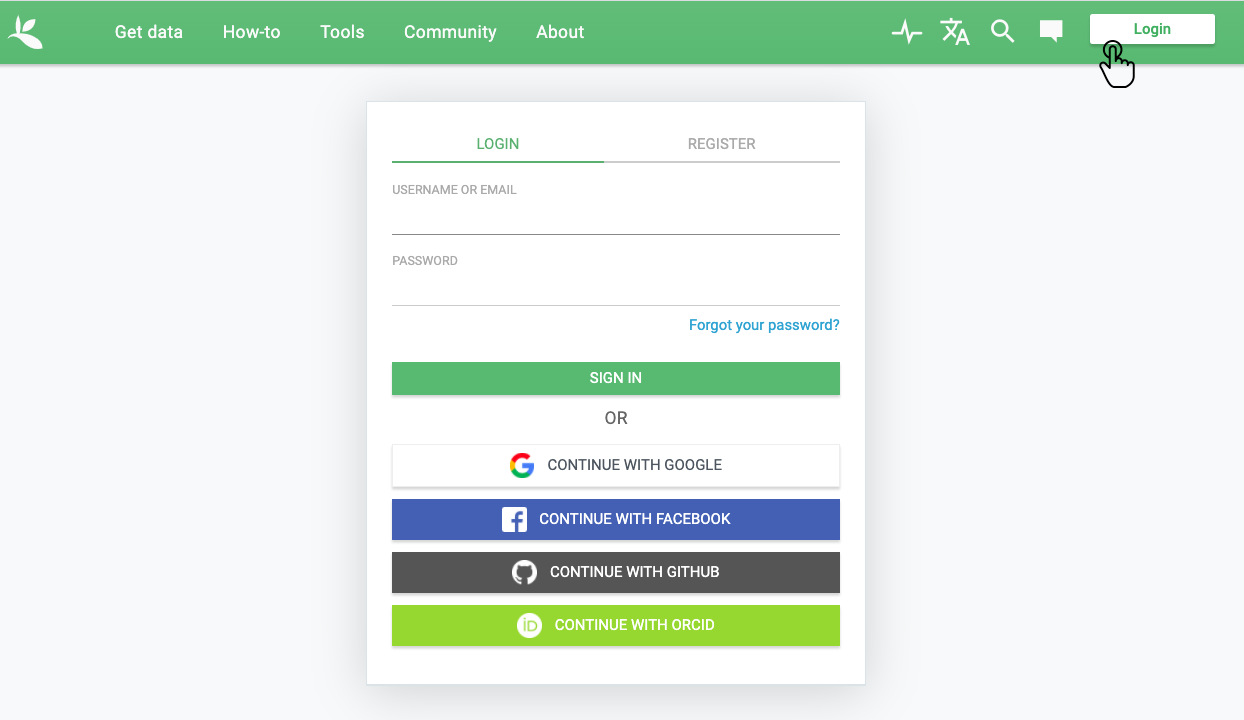 Get data How-to Tools Community About Login
LOGIN REGISTER
USERNAME OR EMAIL
PASSWORD
Forgot your password?
SIGN IN
OR
CONTINUE WITH GOOGLE
CONTINUE WITH FACEBOOK
CONTINUE WITH GITHUB
iD CONTINUE WITH ORCID